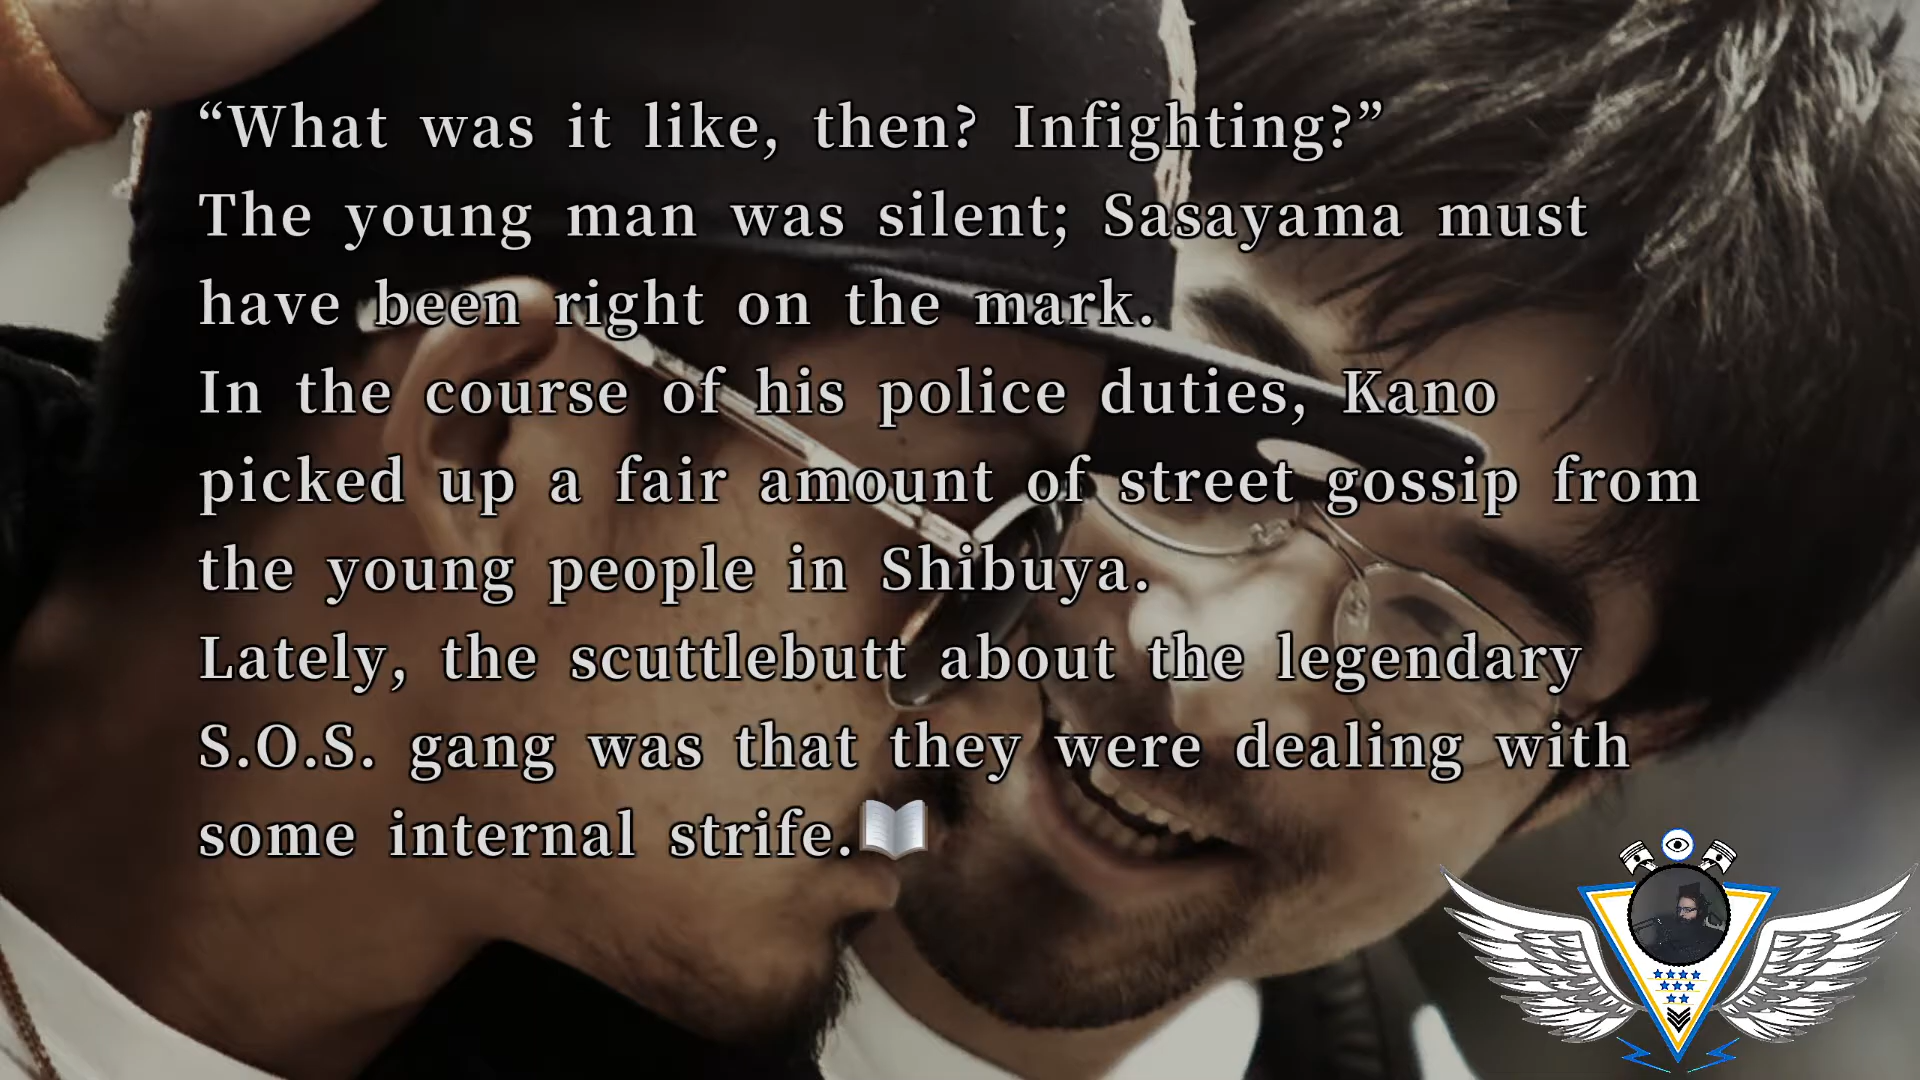 “What was it like, then? Infighting?”
The young man was silent; Sasayama must
have been right on the mark.
In the course of his police duties, Kano
picked up a fair amount of street gossip from
the young people in Shibuya.
Lately, the scuttlebutt about the legendary
S.O.S. gang was that they were dealing with
some internal strife.